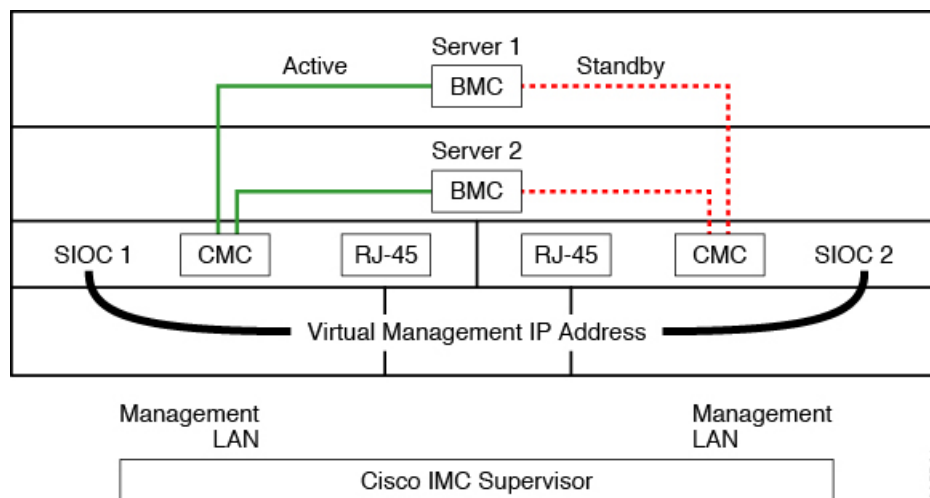 Server 1
Active
BMC
Standby
Server 2
BMC
SIOC 1
CMC
RJ-45
RJ-45
CMC
SIOC 2
Virtual Management IP Address
Management
LAN
Management
LAN
Cisco IMC Supervisor